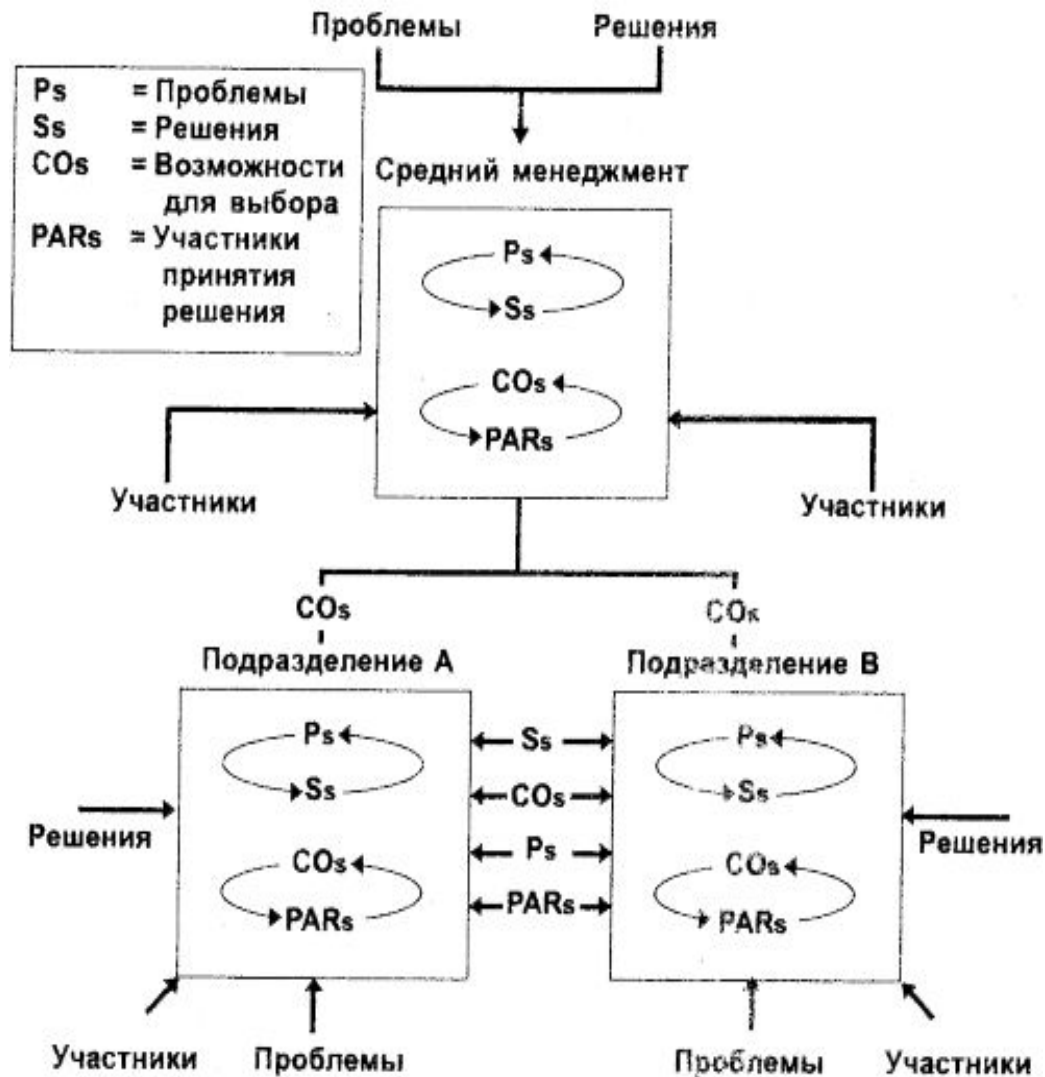 Проблемы Решения
Ps = Проблемы
Ss = Решения
COs = Возможности
для выбора
PARs = Участники
принятия
решения
Средний менеджмент
Ps
Ss
COs
PARs
Участники
Участники
COs
COs
Подразделение А
Подразделение В
Ps
Ss
COs
PARs
Ss
COs
Ps
PARs
Ps
Ss
COs
PARs
Решения
Решения
Участники Проблемы
Проблемы Участники